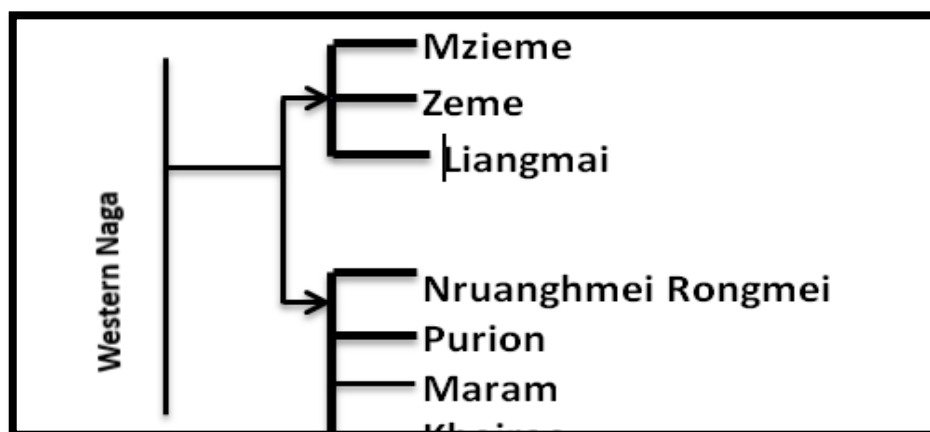 Mzieme
Zeme
Liangmai
Western Naga
Nruanghmei Rongmei
Purion
Maram